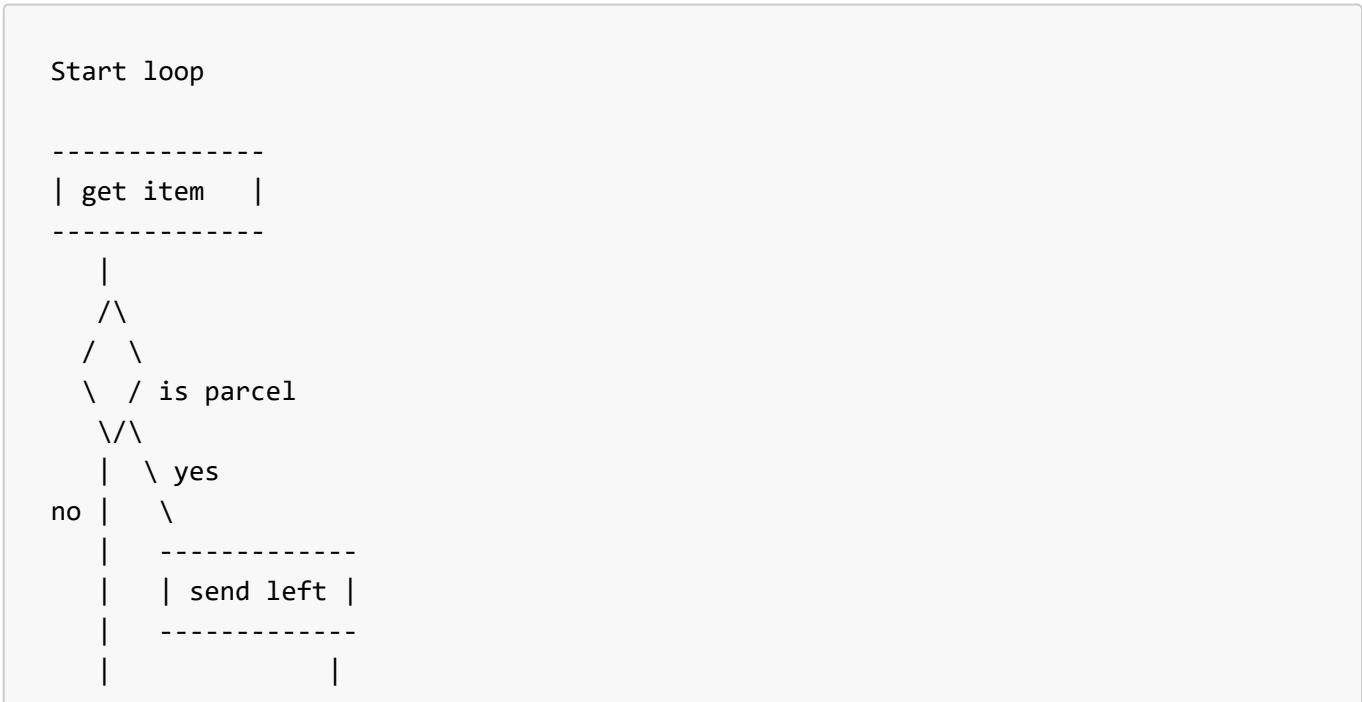 Start loop
--------------
| get item   |
--------------
   |
   /\
  /  \
  \  / is parcel
   \/\
   |  \ yes
no |   \
   |   -------------
   |   | send left |
   |   -------------
   |              |